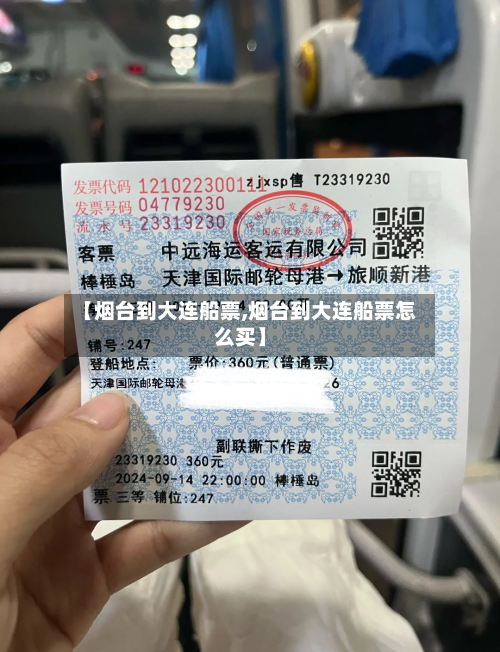 发票代码 121022300111
zjxsp售 T23319230
发票号码 04779230
流 水 号 23319230
客票 中远海运客运有限公司
棒棰岛 天津国际邮轮母港→旅顺新港
【烟台到大连船票,烟台到大连船票怎
么买】
铺号:247
登船地点: 票价:360元(普通票)
天津国际邮轮母港
26
副联撕下作废
23319230 360元
2024-09-14 22:00:00 棒棰岛
票 三等 铺位:247